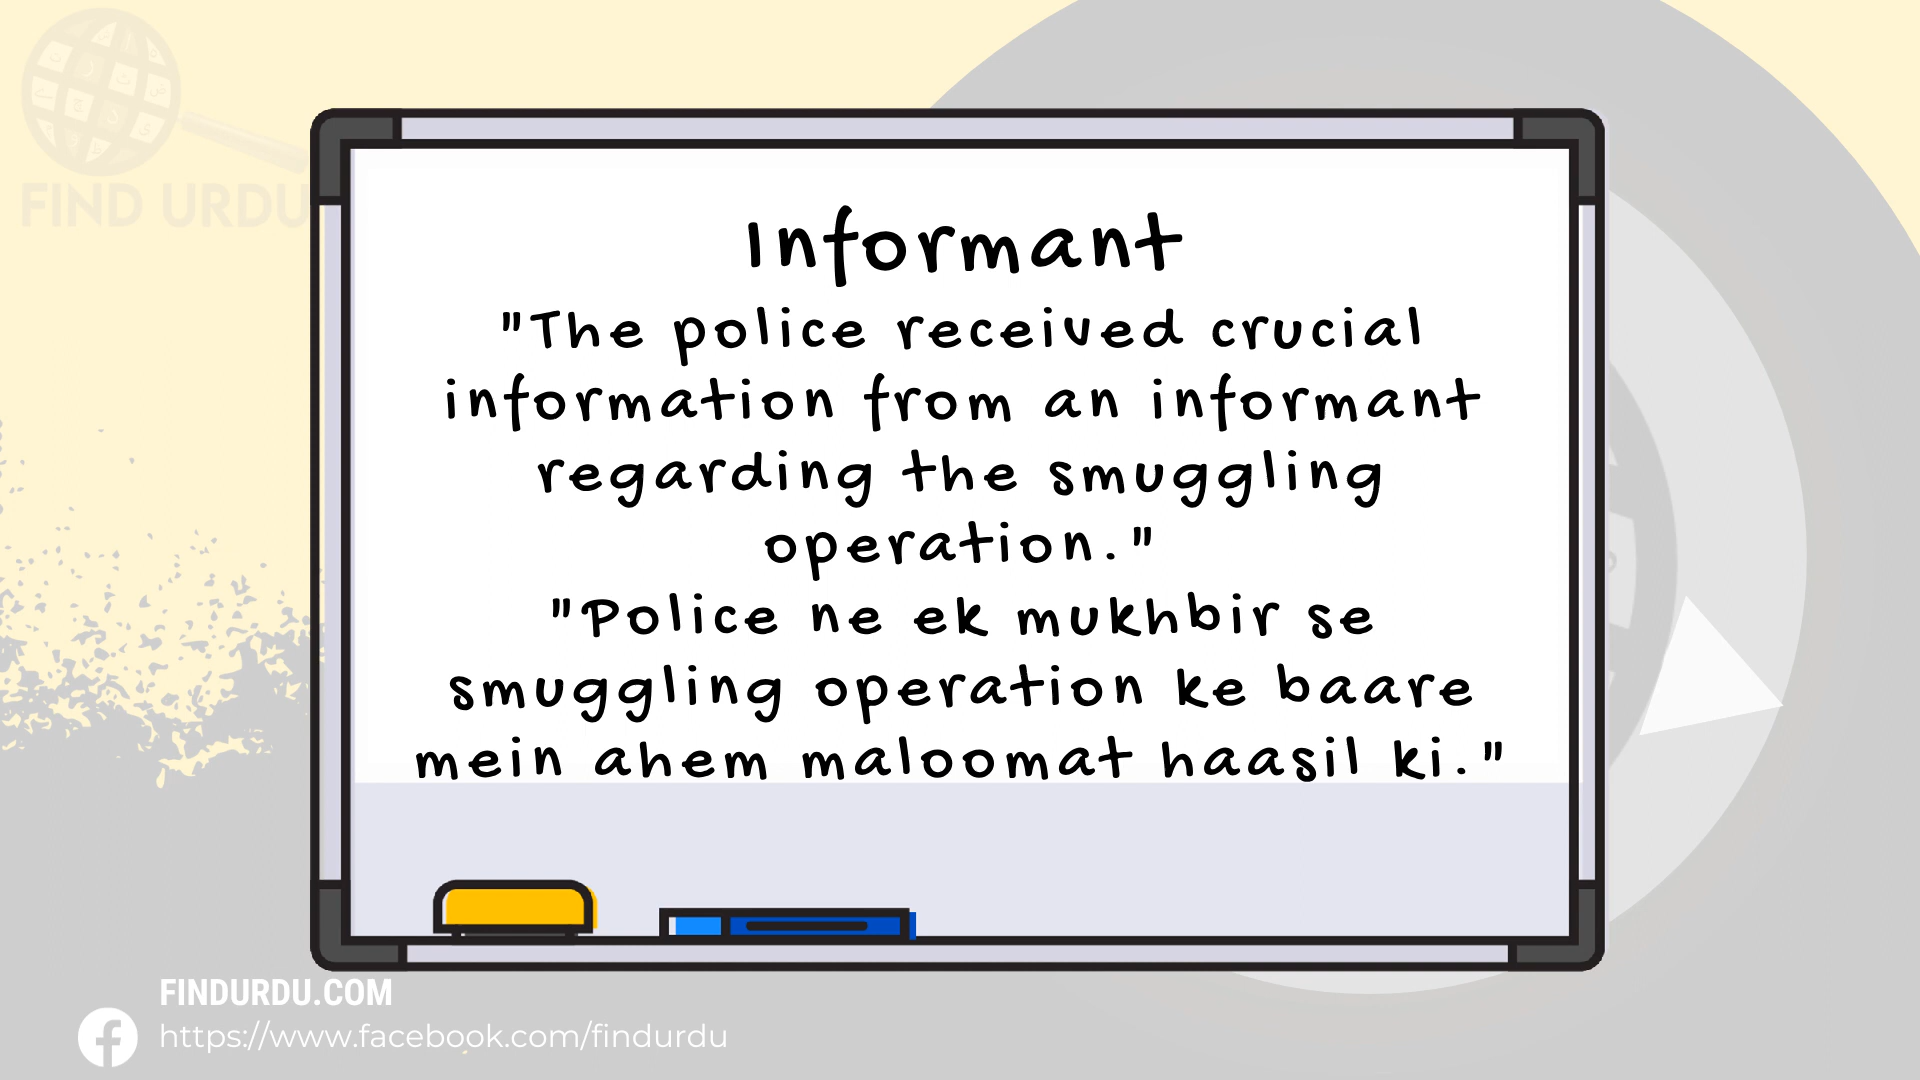 FIND URDU
Informant
"The police received crucial
information from an informant
regarding the smuggling
operation."
"Police ne ek mukhbir se
smuggling operation ke baare
mein ahem maloomat haasil ki."
FINDURDU.COM
https://www.facebook.com/findurdu